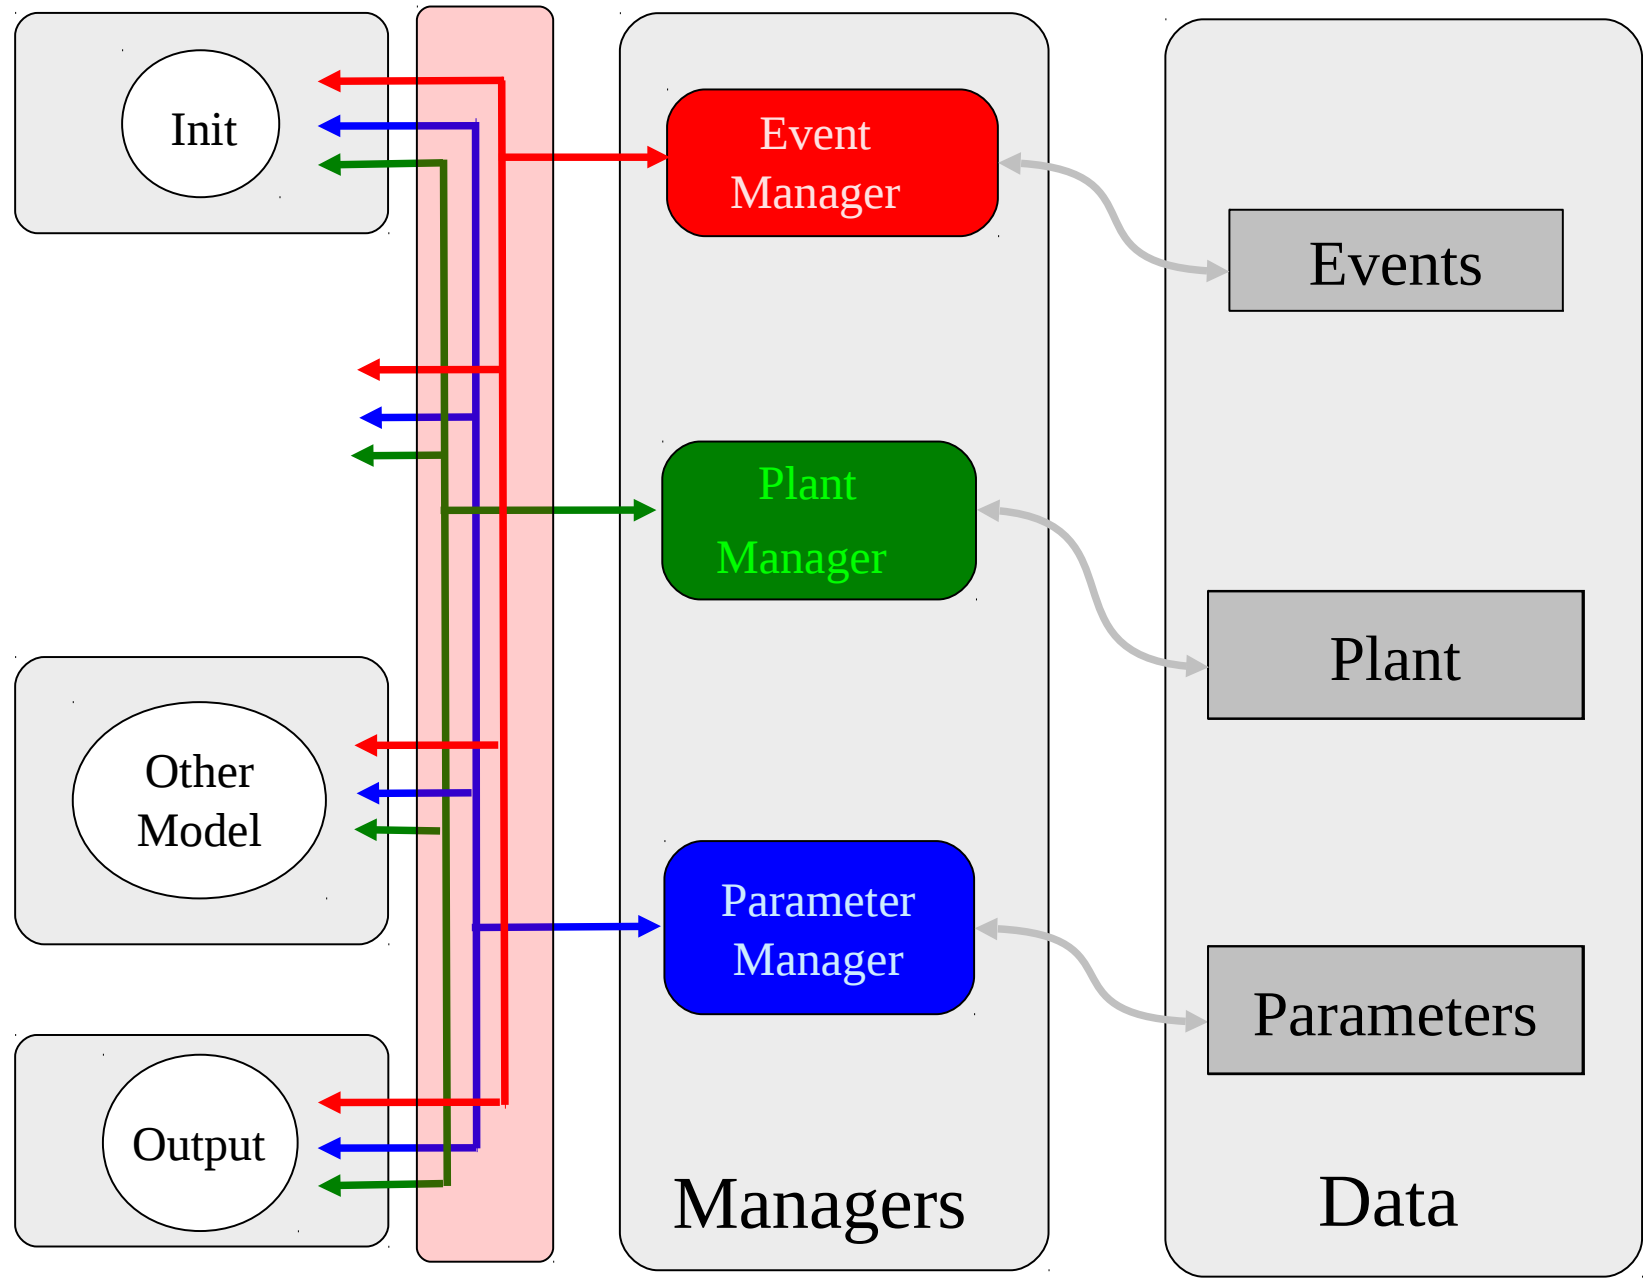 Init
Other
Model
Output
Event
Manager
Plant
Manager
Parameter
Manager
Managers
Events
Plant
Parameters
Data